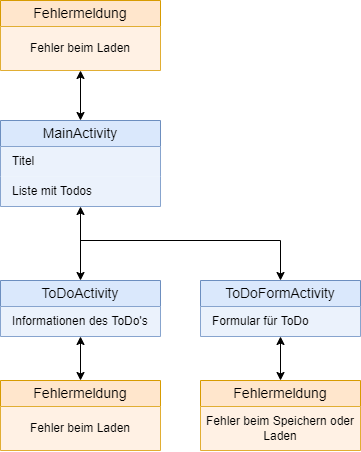 Fehlermeldung
Fehler beim Laden
MainActivity
Titel
Liste mit Todos
ToDoActivity
Informationen des ToDo's
ToDoFormActivity
Formular für ToDo
Fehlermeldung
Fehler beim Laden
Fehlermeldung
Fehler beim Speichern oder
Laden